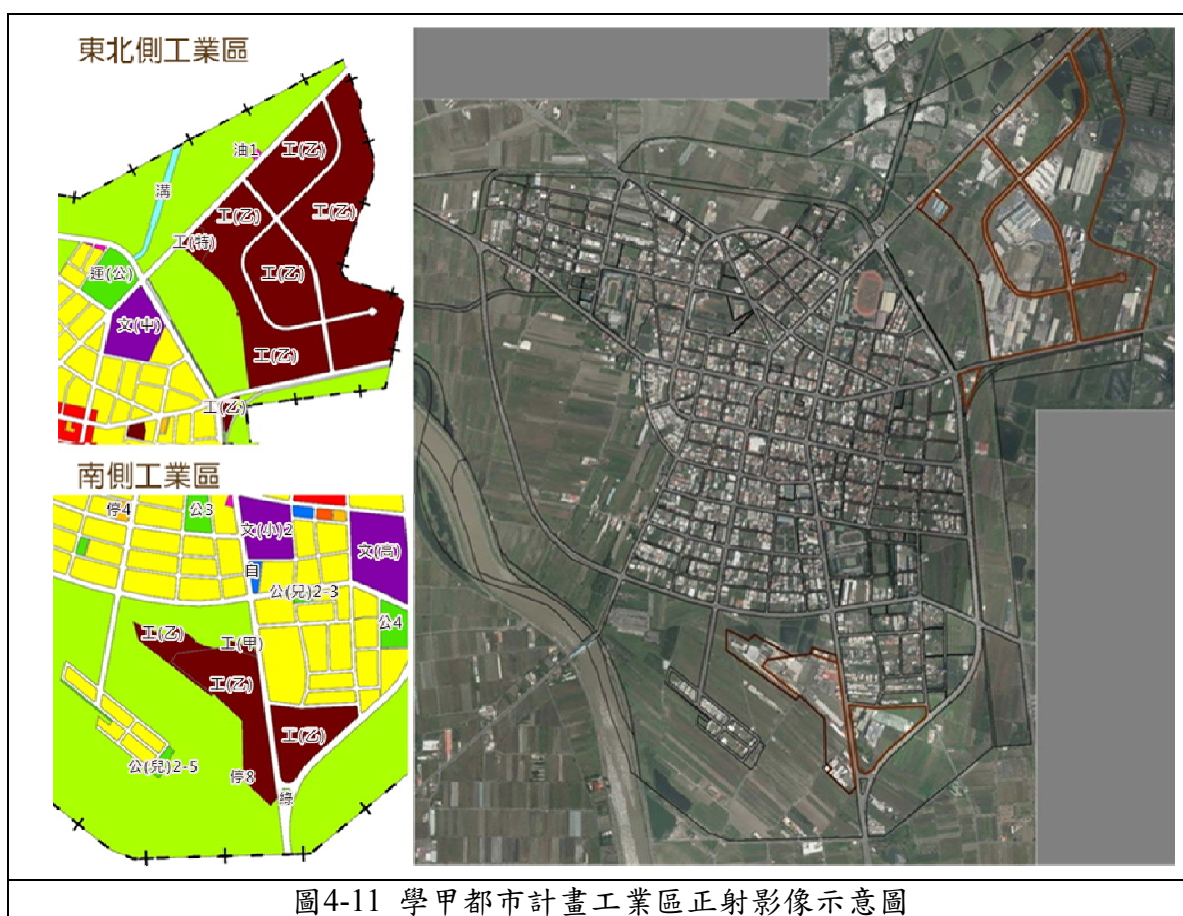 東北側工業區
油1
工(乙)
溝
工(乙)
工(乙)
工(特)
運(公)
工(乙)
文(中)
工(乙)
工(乙)
南側工業區
停4
公3
文(小)2
文(高)
自
公(兒)2-3
工(乙)
工(甲)
公4
工(乙)
工(乙)
公(兒)2-5
停8
綠
圖4-11 學甲都市計畫工業區正射影像示意圖